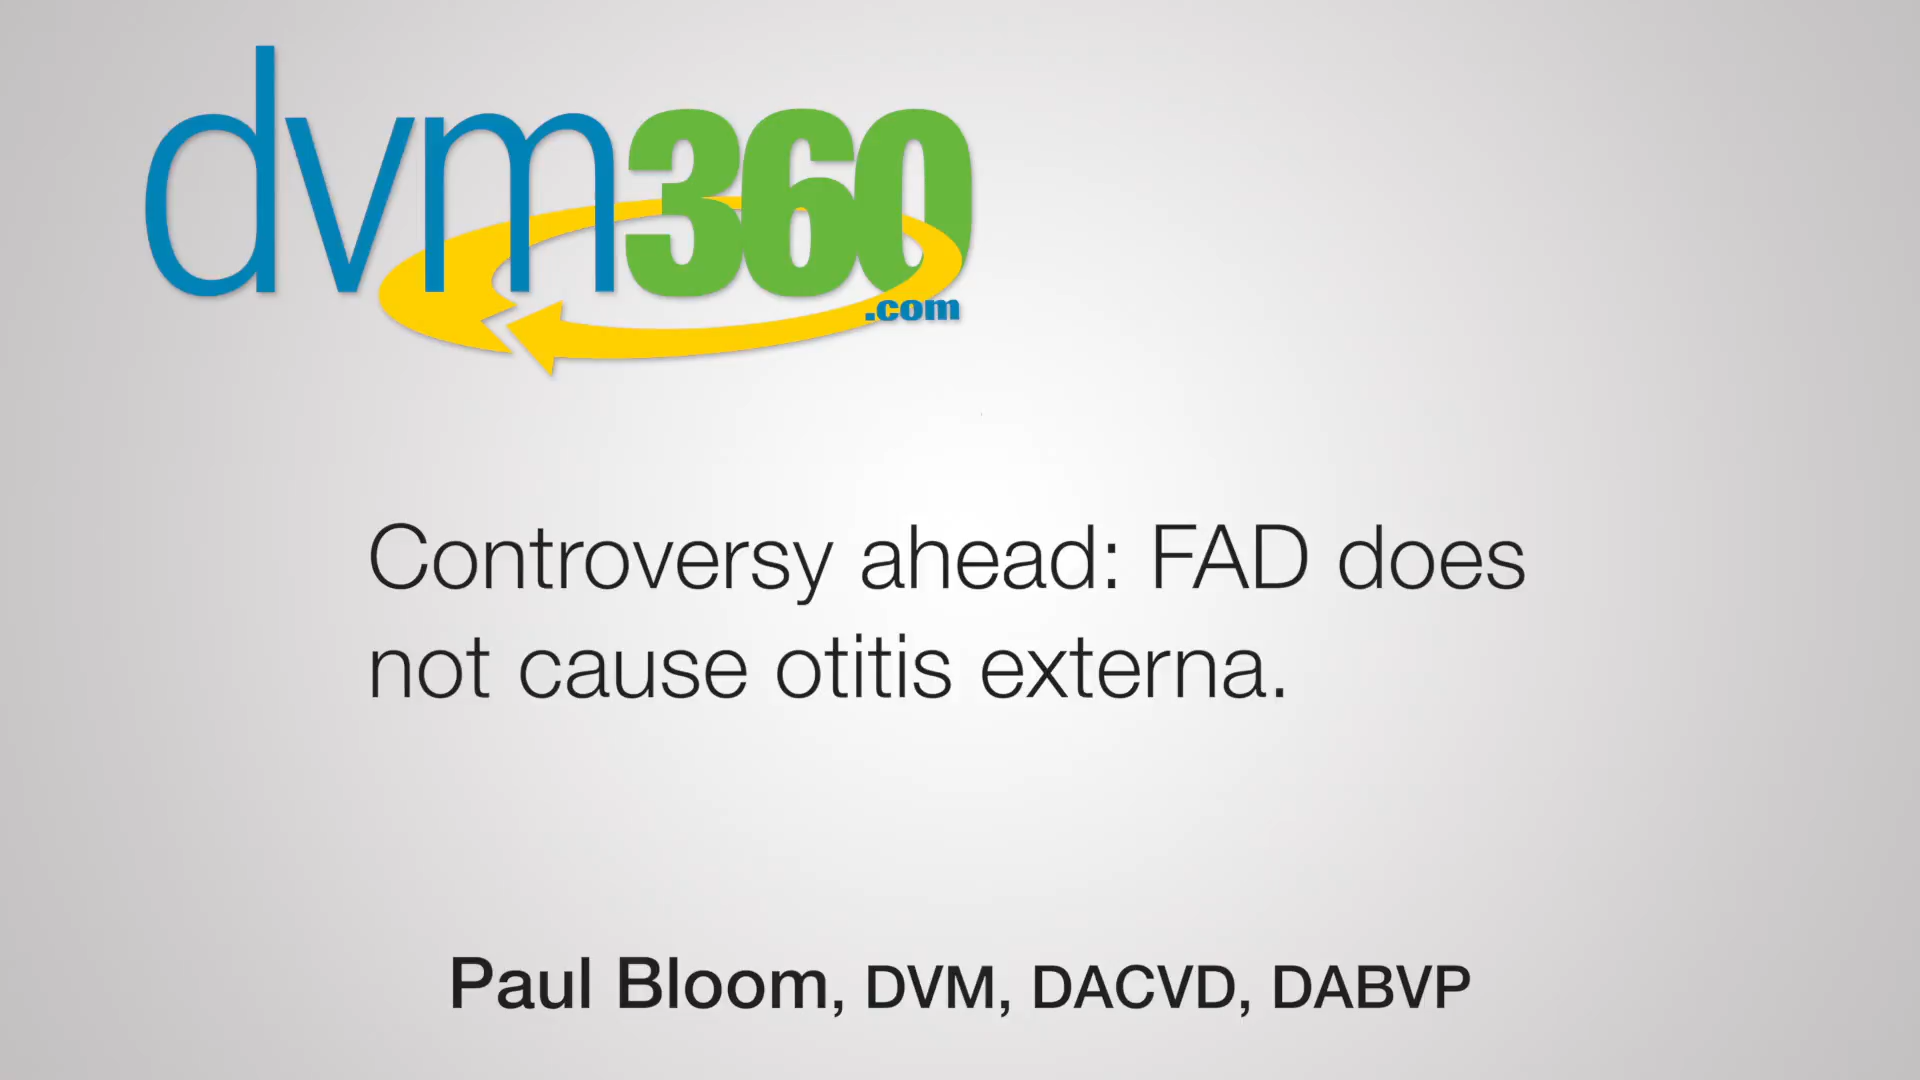 dvm360
.com
Controversy ahead: FAD does
not cause otitis externa.
Paul Bloom, DVM, DACVD, DABVP